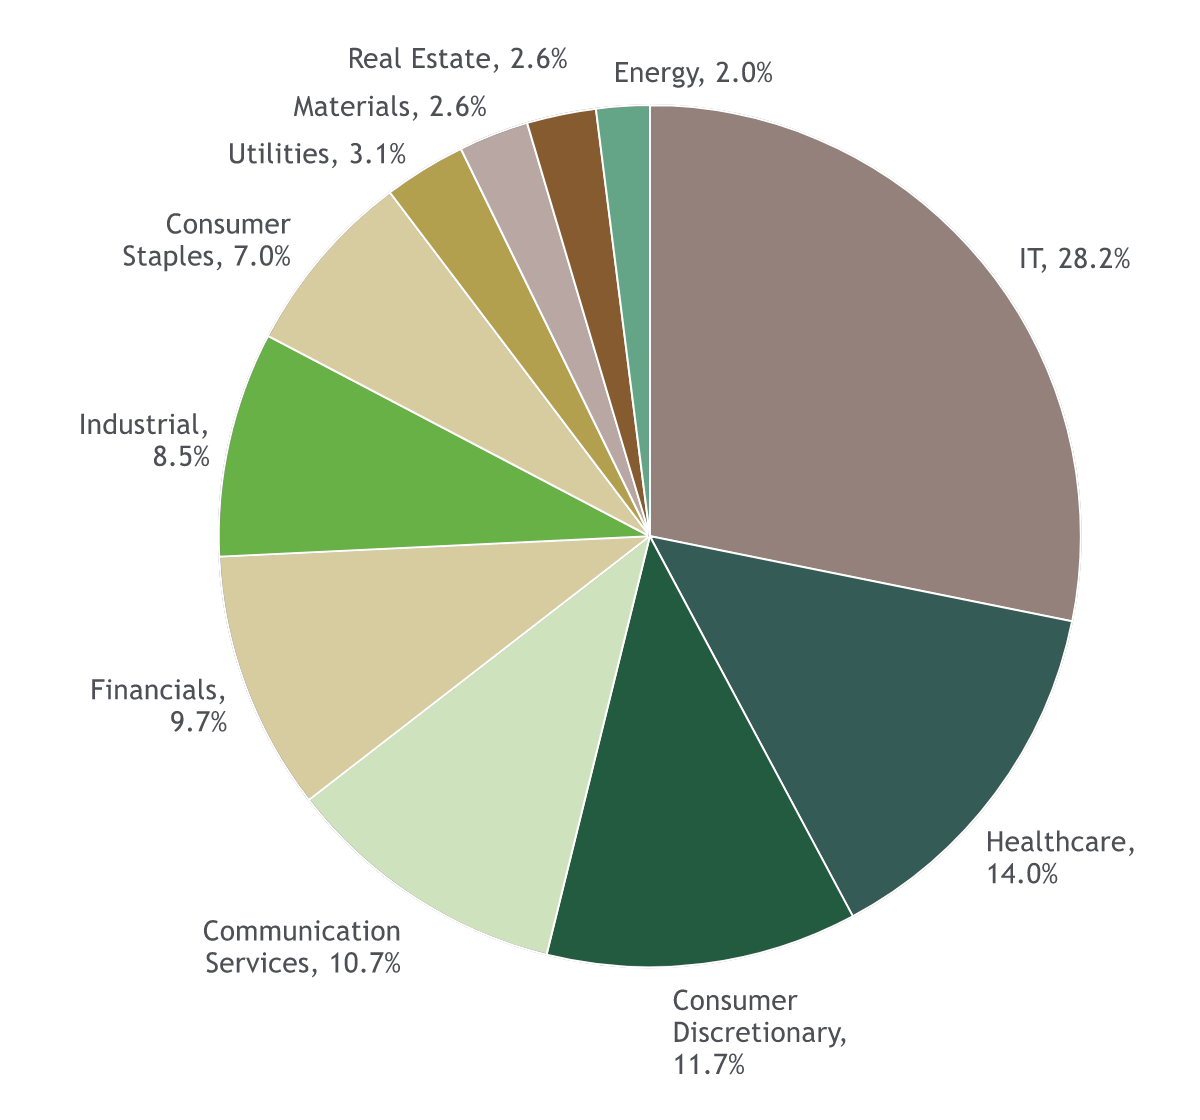 Real Estate, 2.6%
Energy, 2.0%
Materials, 2.6%
Utilities, 3.1%
Consumer
Staples, 7.0%
IT, 28.2%
Industrial,
8.5%
Financials,
9.7%
Healthcare,
14.0%
Communication
Services, 10.7%
Consumer
Discretionary,
11.7%